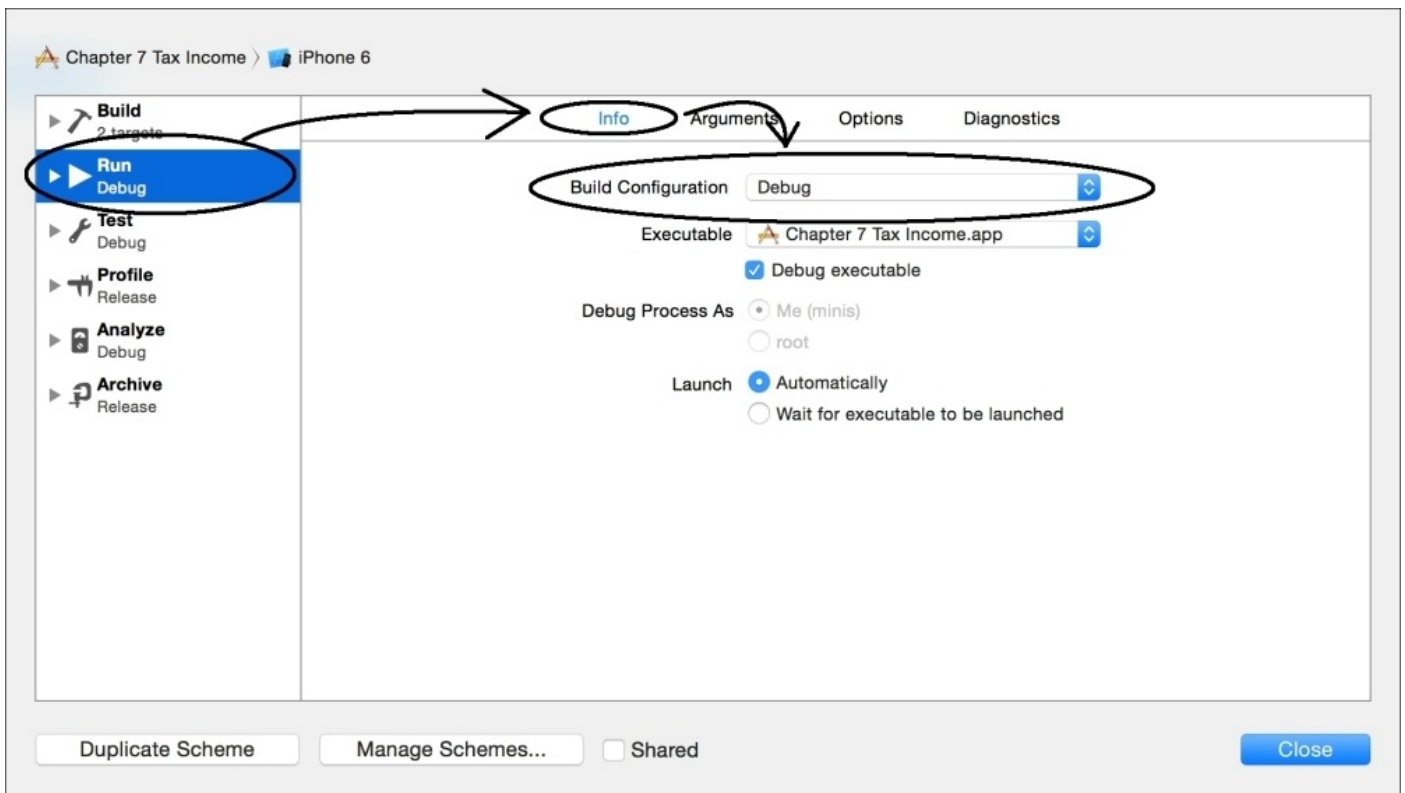 Chapter 7 Tax Income 〉 iPhone 6
Build
2 targets
Run
Debug
Test
Debug
Profile
Release
Analyze
Debug
Archive
Release
Info Arguments Options Diagnostics
Build Configuration Debug
Executable Chapter 7 Tax Income.app
Debug executable
Debug Process As Me (minis)
root
Launch Automatically
Wait for executable to be launched
Duplicate Scheme Manage Schemes... Shared Close